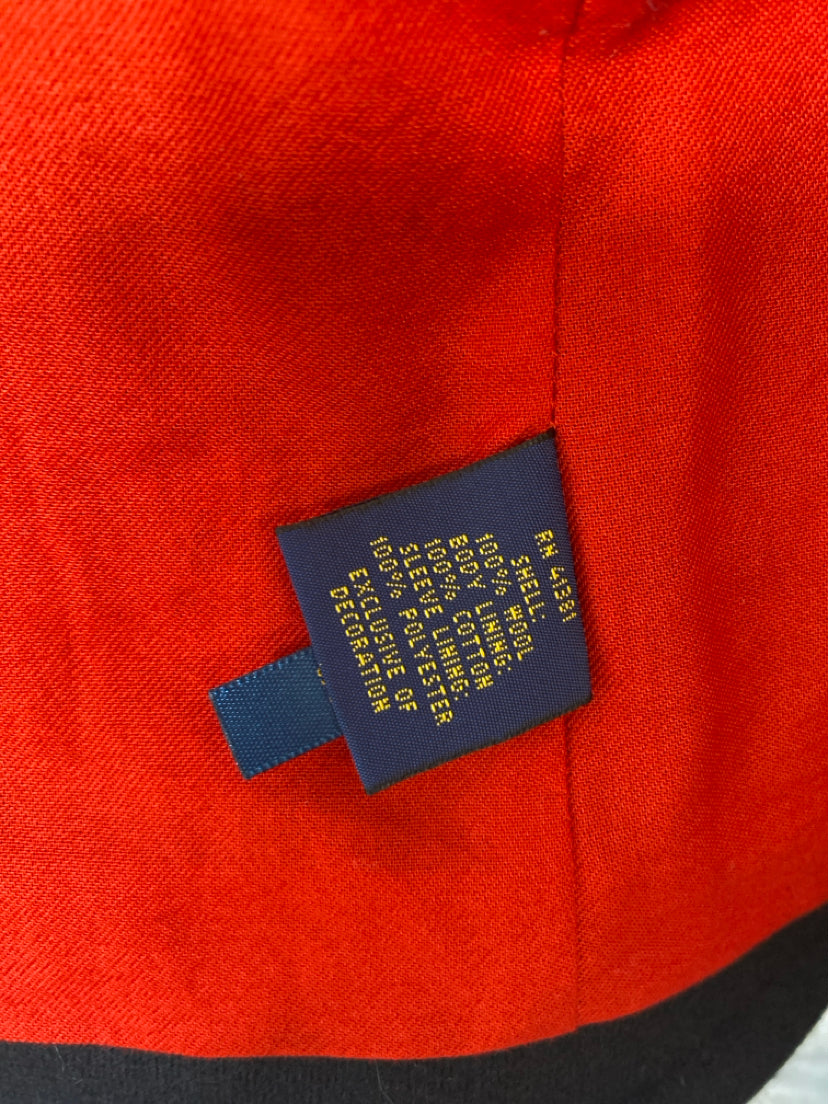 RN 41381
SHELL:
100% WOOL
BODY LINING:
100% COTTON
SLEEVE LINING:
100% POLYESTER
EXCLUSIVE OF
DECORATION